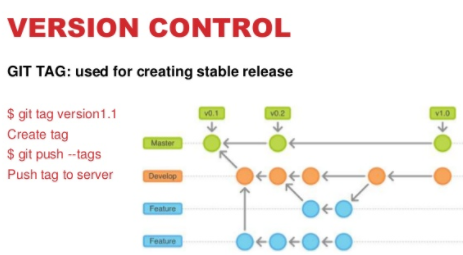 VERSION CONTROL
GIT TAG: used for creating stable release
$ git tag version1.1
Create tag
$ git push --tags
Push tag to server
v0.1
v0.2
v1.0
Master
Develop
Feature
Feature